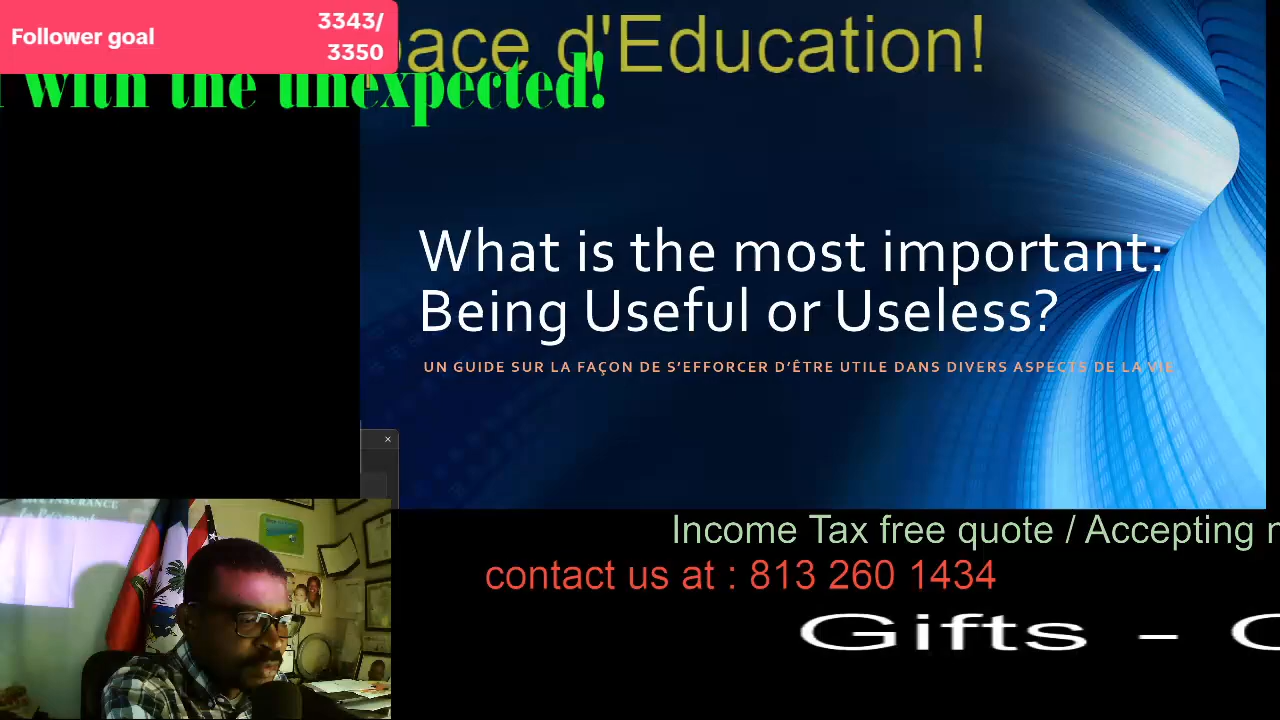 Follower goal
3343/
3350
ace d'Education!
with the unexpected!
What is the most important:
Being Useful or Useless?
UN GUIDE SUR LA FAÇON DE S'EFFORCER D'ÊTRE UTILE DANS DIVERS ASPECTS DE LA VIE
INSURANCE
Income Tax free quote / Accepting
contact us at : 813 260 1434
Gifts -